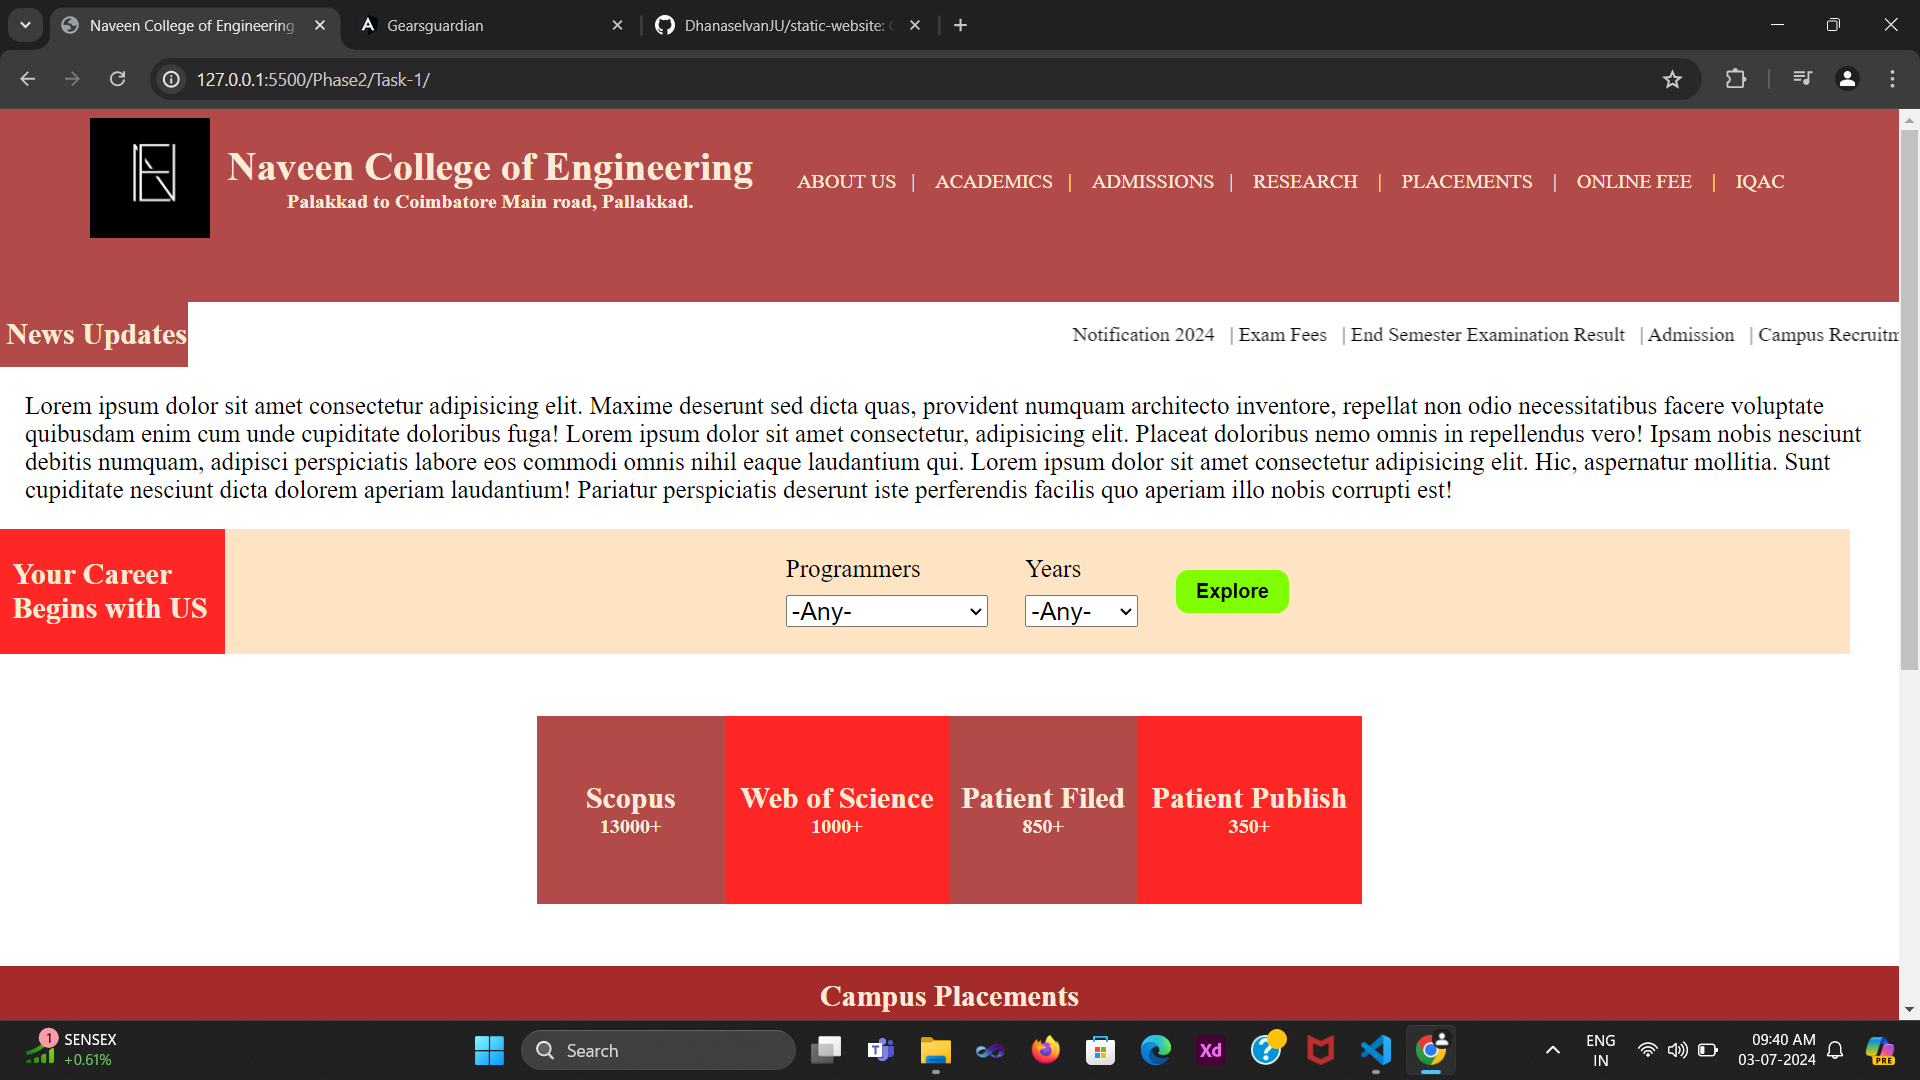 Naveen College of Engineering
Gearsguardian
DhanaselvanJU/static-website:
127.0.0.1:5500/Phase2/Task-1/
Naveen College of Engineering
Palakkad to Coimbatore Main road, Pallakkad.
ABOUT US | ACADEMICS | ADMISSIONS | RESEARCH | PLACEMENTS | ONLINE FEE | IQAC
News Updates
Notification 2024 | Exam Fees | End Semester Examination Result | Admission | Campus Recruitm
Lorem ipsum dolor sit amet consectetur adipisicing elit. Maxime deserunt sed dicta quas, provident numquam architecto inventore, repellat non odio necessitatibus facere voluptate
quibusdam enim cum unde cupiditate doloribus fuga! Lorem ipsum dolor sit amet consectetur, adipisicing elit. Placeat doloribus nemo omnis in repellendus vero! Ipsam nobis nesciunt
debitis numquam, adipisci perspiciatis labore eos commodi omnis nihil eaque laudantium qui. Lorem ipsum dolor sit amet consectetur adipisicing elit. Hic, aspernatur mollitia. Sunt
cupiditate nesciunt dicta dolorem aperiam laudantium! Pariatur perspiciatis deserunt iste perferendis facilis quo aperiam illo nobis corrupti est!
Your Career
Begins with US
Programmers
-Any-
Years
-Any-
Explore
Scopus
13000+
Web of Science
1000+
Patient Filed
850+
Patient Publish
350+
Campus Placements
1
SENSEX
+0.61%
Search
Xd
ENG
IN
09:40 AM
03-07-2024
PRE